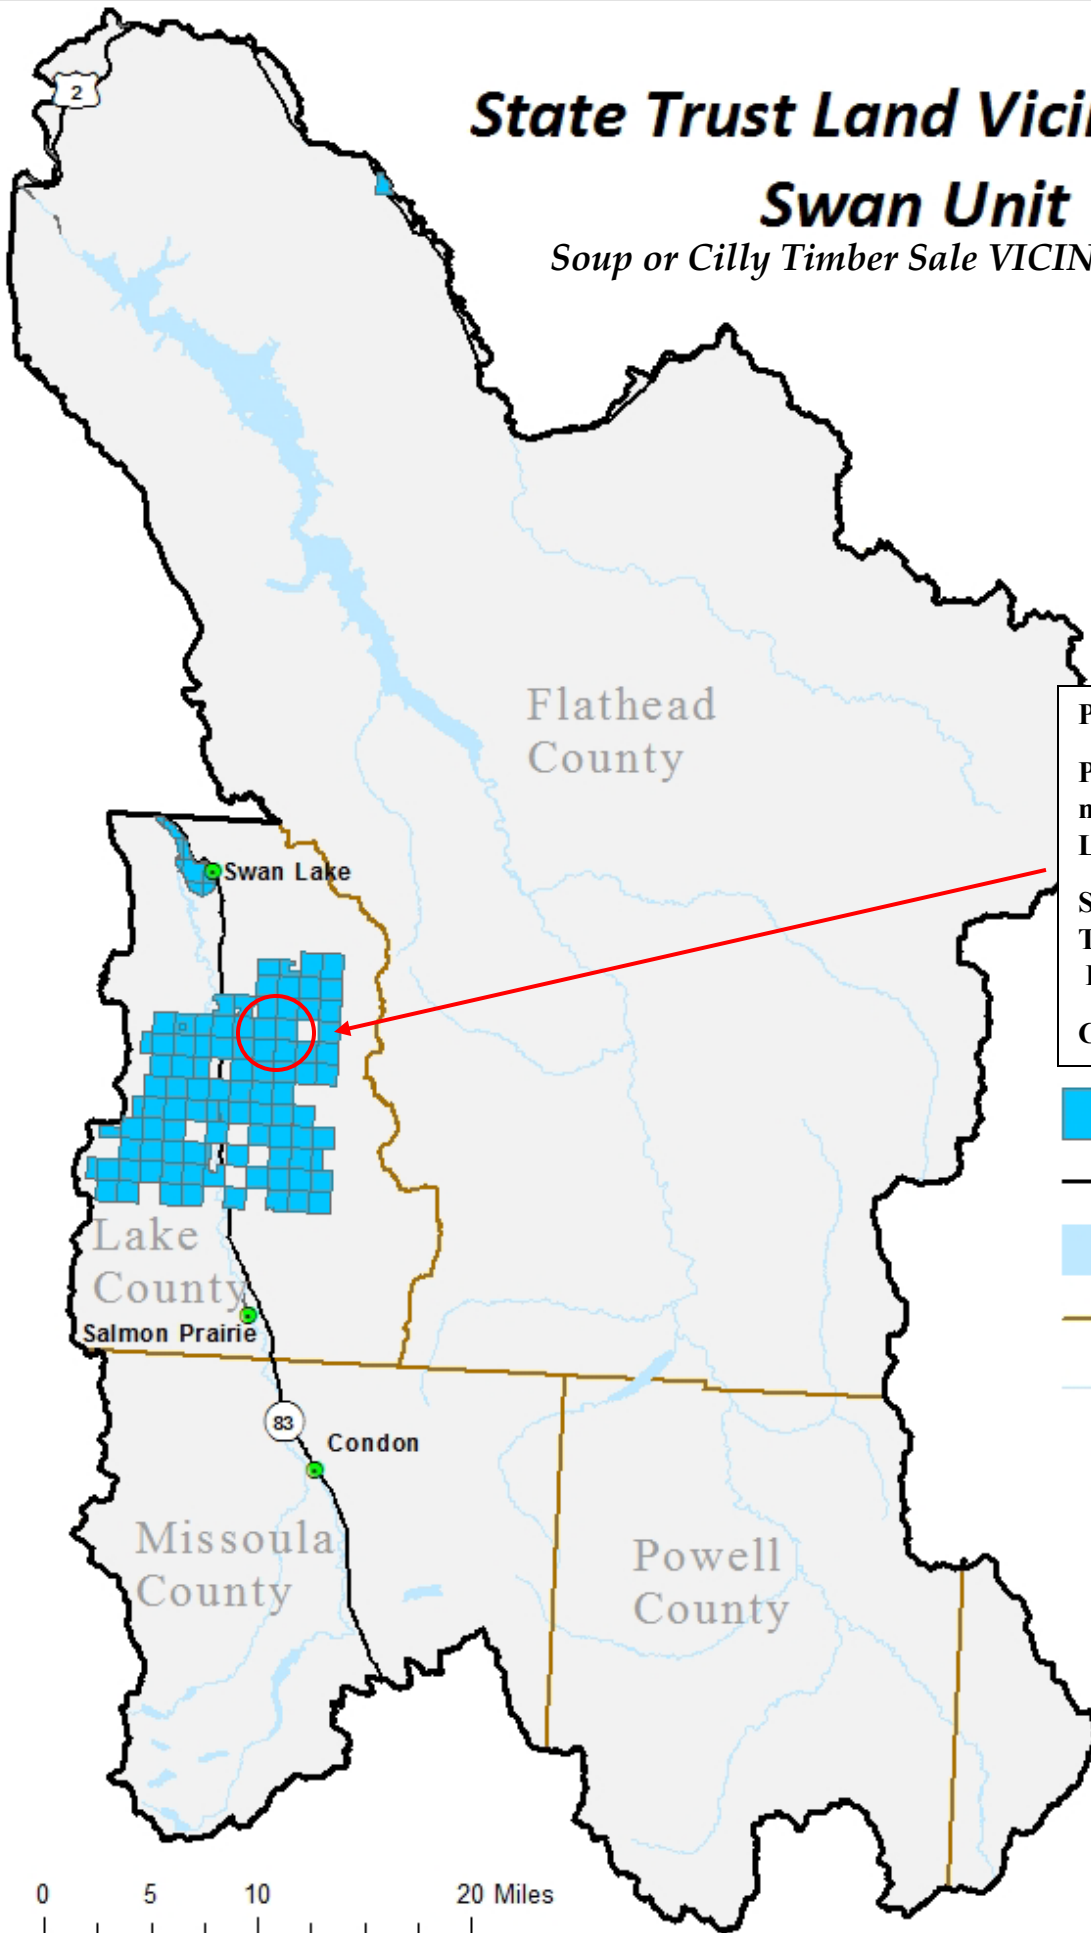 2
State Trust Land Vici
Swan Unit
Soup or Cilly Timber Sale VICIN
Flathead
County
P
P
n
L
S
T
C
Swan Lake
Lake
County
Salmon Prairie
83
Condon
Missoula
County
Powell
County
0 5 10 20 Miles